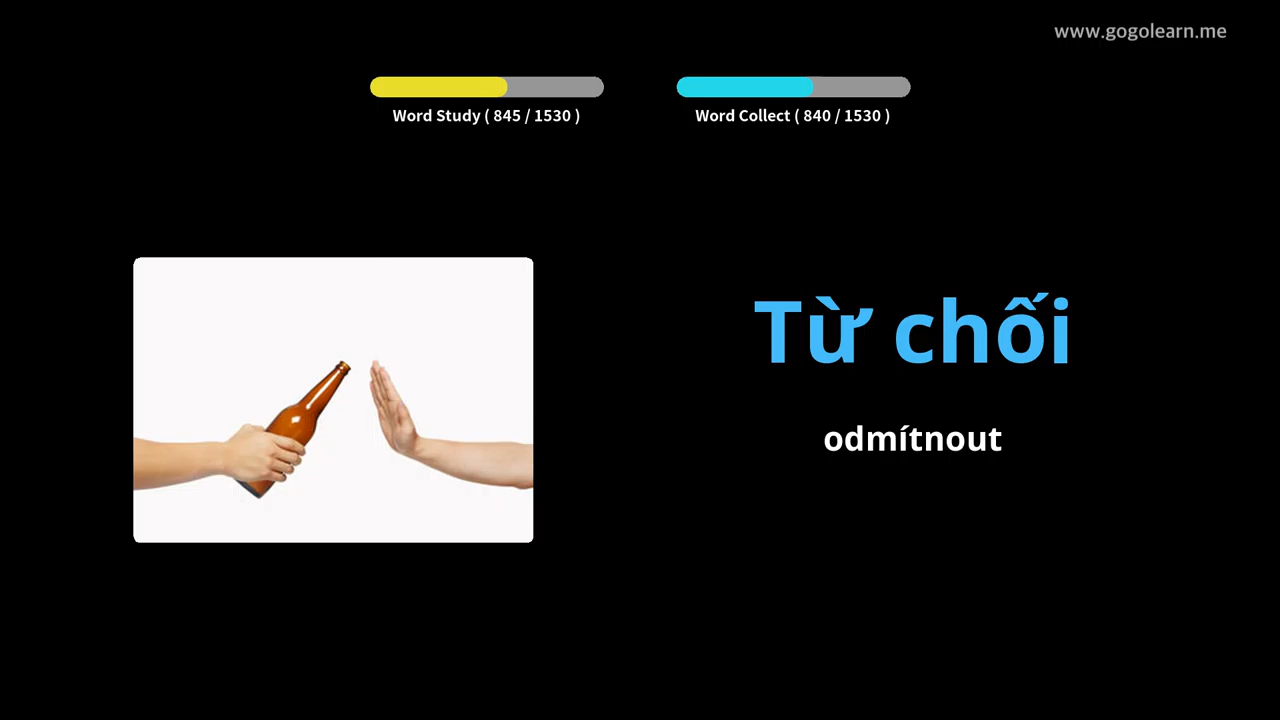 www.gogolearn.me
Word Study ( 845 / 1530 )
Word Collect ( 840 / 1530 )
Từ chối
odmítnout